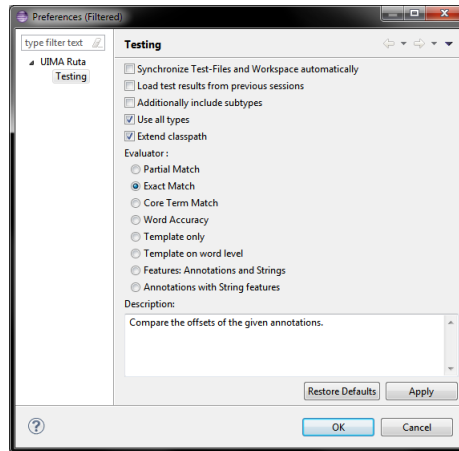 Preferences (Filtered)
type filter text
UIMA Ruta
Testing
Testing
Synchronize Test-Files and Workspace automatically
Load test results from previous sessions
Additionally include subtypes
Use all types
Extend classpath
Evaluator :
Partial Match
Exact Match
Core Term Match
Word Accuracy
Template only
Template on word level
Features: Annotations and Strings
Annotations with String features
Description:
Compare the offsets of the given annotations.
Restore Defaults Apply
? OK Cancel